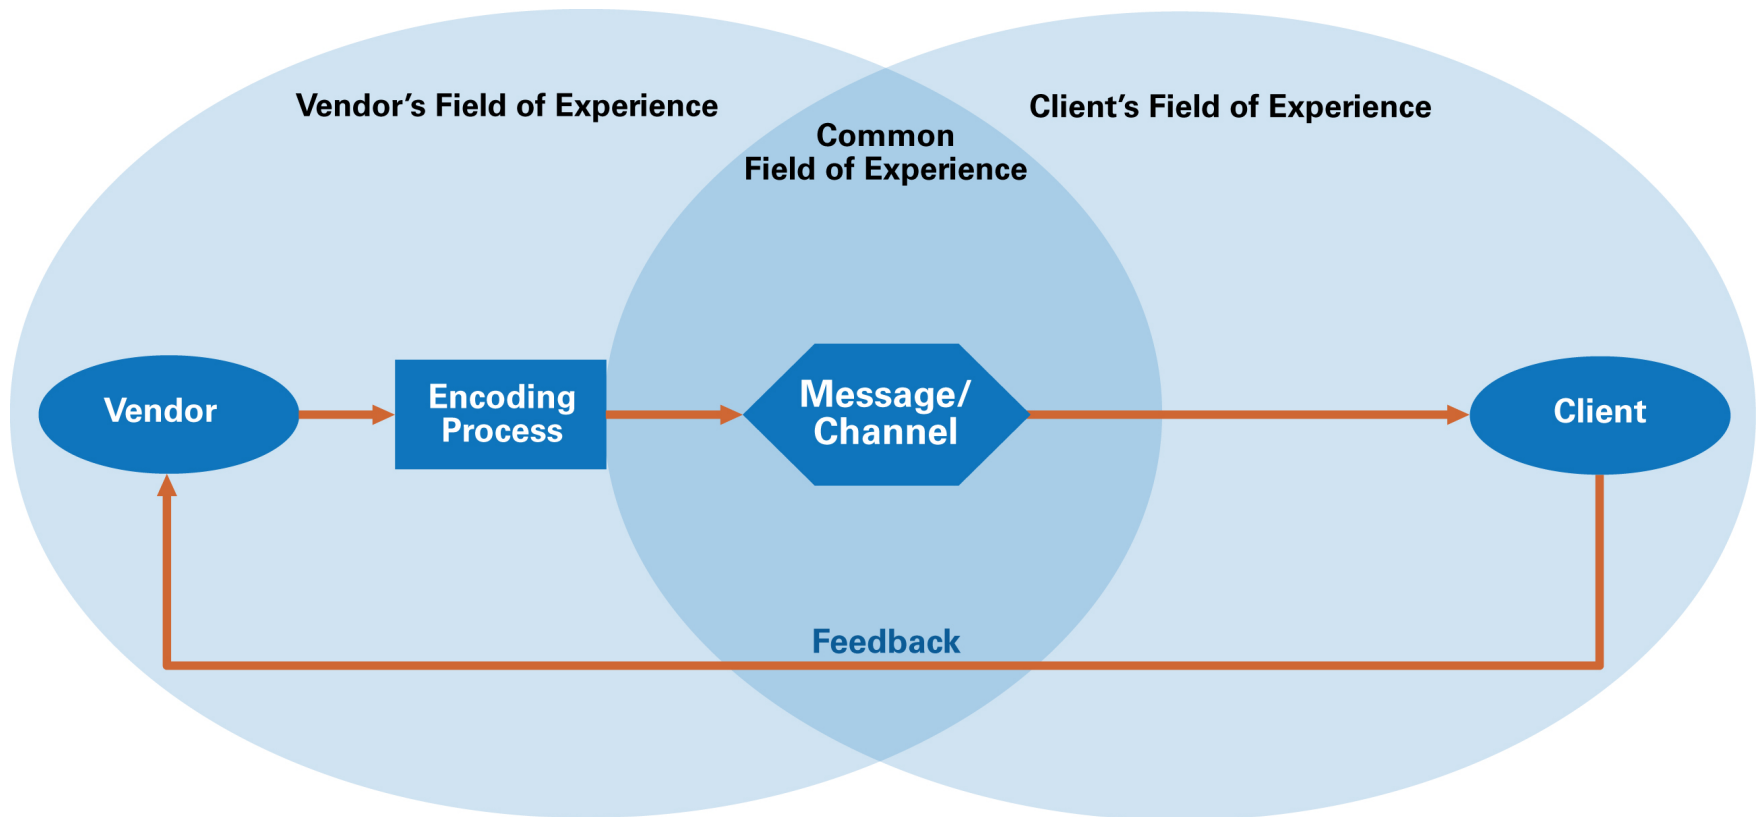 Vendor’s Field of Experience
Client’s Field of Experience
Common
Field of Experience
Vendor
Encoding
Process
Message/
Channel
Client
Feedback